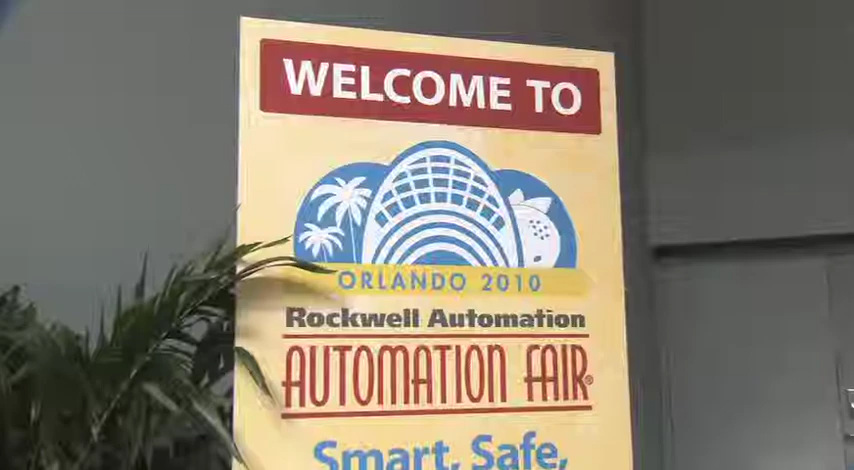 WELCOME TO
ORLANDO 2010
Rockwell Automation
AUTOMATION FAIR®
Smart, Safe,